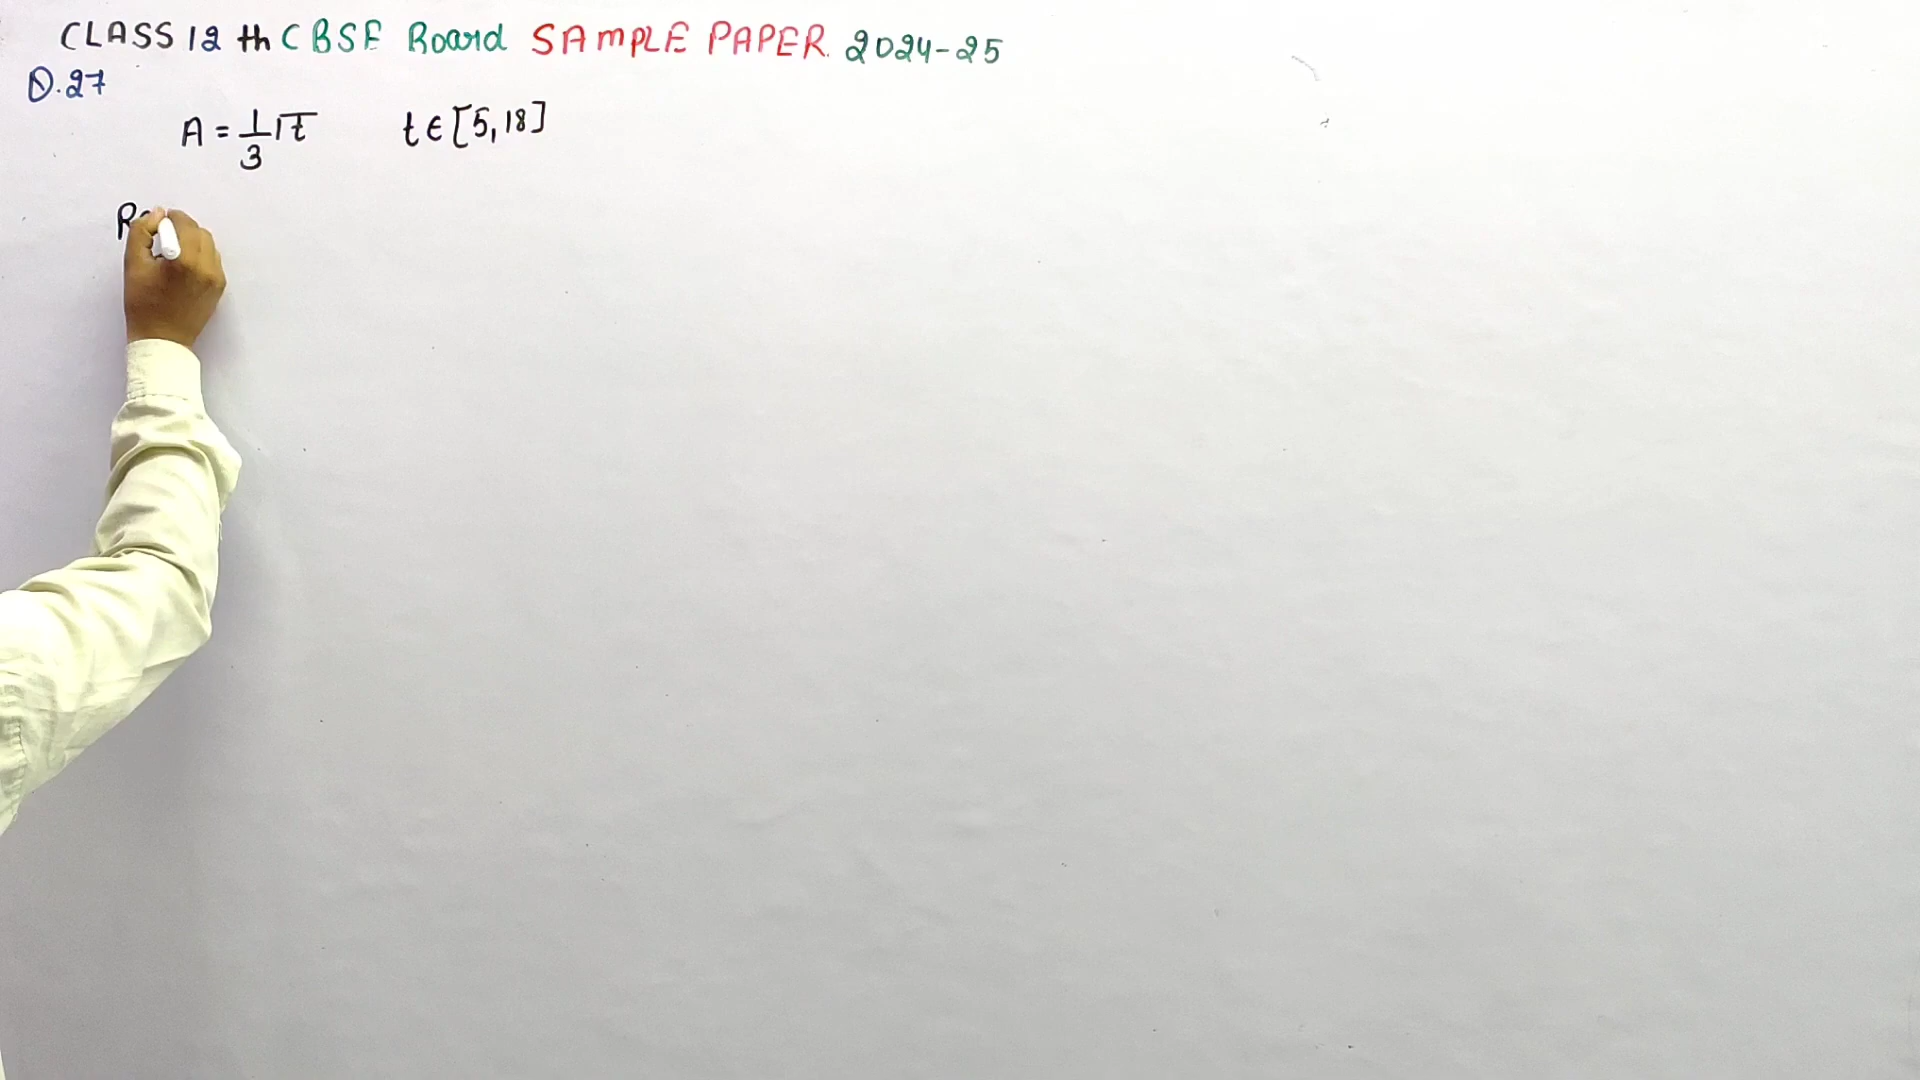 CLASS 12 th CBSE Board SAMPLE PAPER. 2024-25
Q.27
A = 1/3 √t t ∈ [5,18]